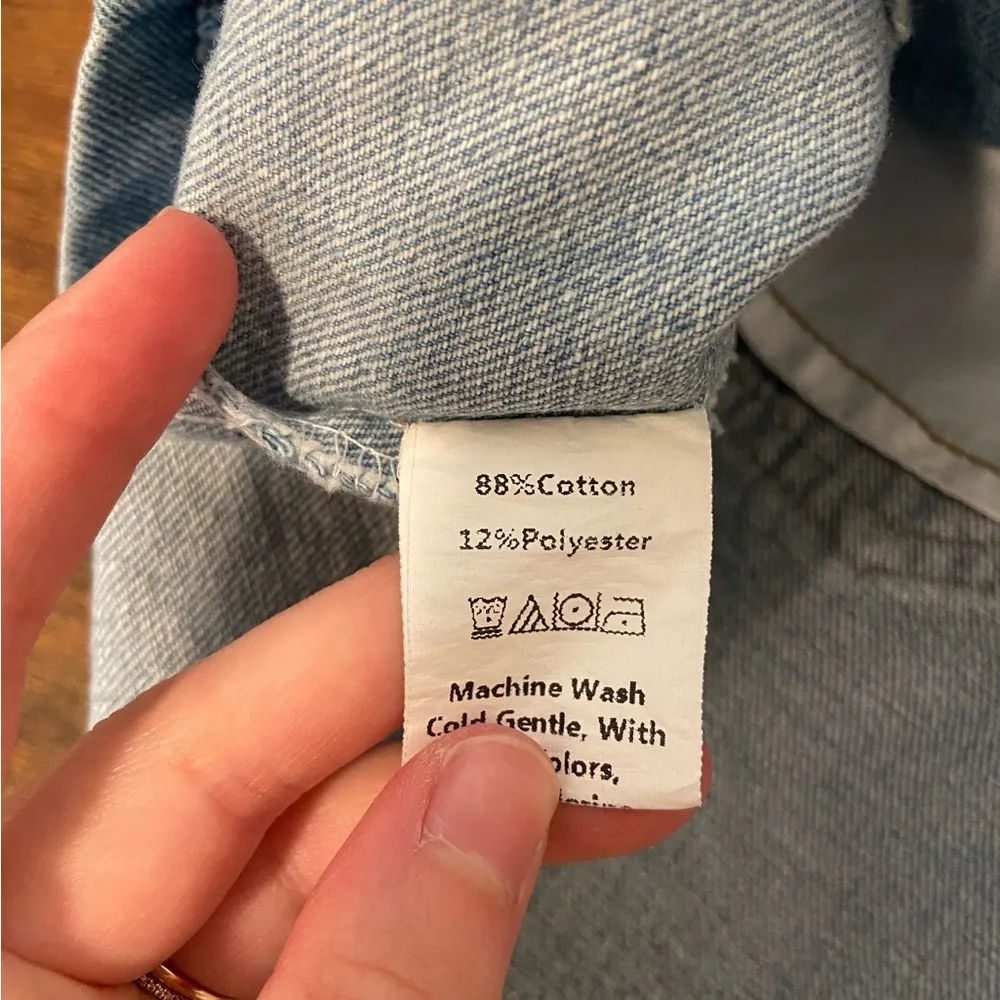 88%Cotton
12%Polyester
Machine Wash
Cold Gentle, With